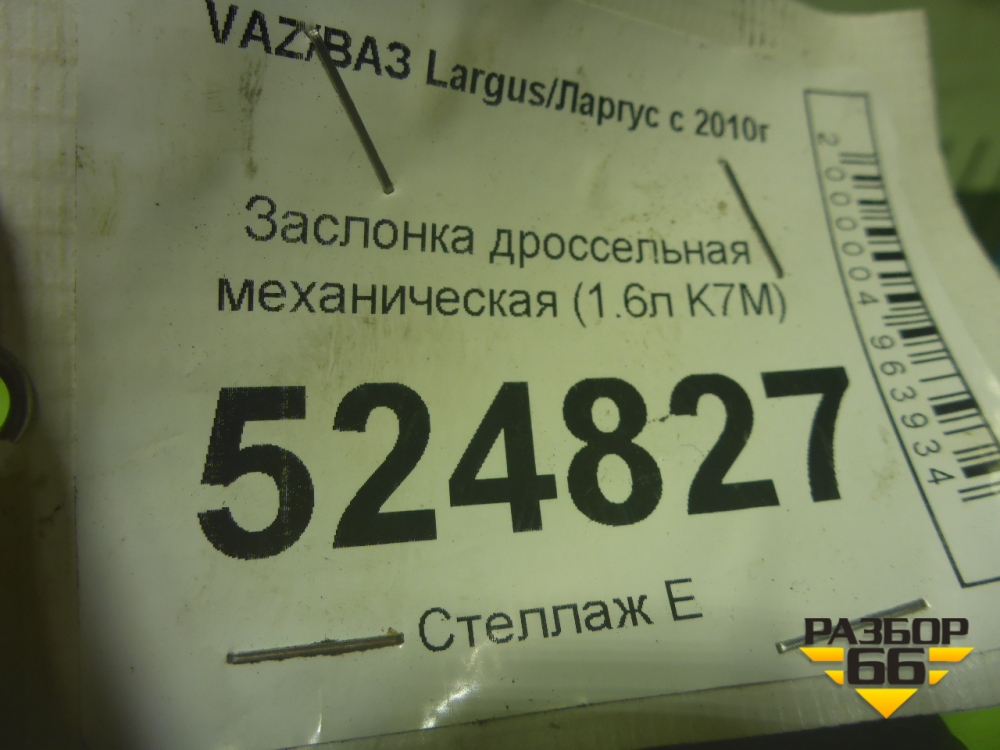 VAZ/ВАЗ Largus/Ларгус с 2010г
Заслонка дроссельная
механическая (1.6л K7M)
524827
Стеллаж Е
2000004963934
РАЗБОР
66